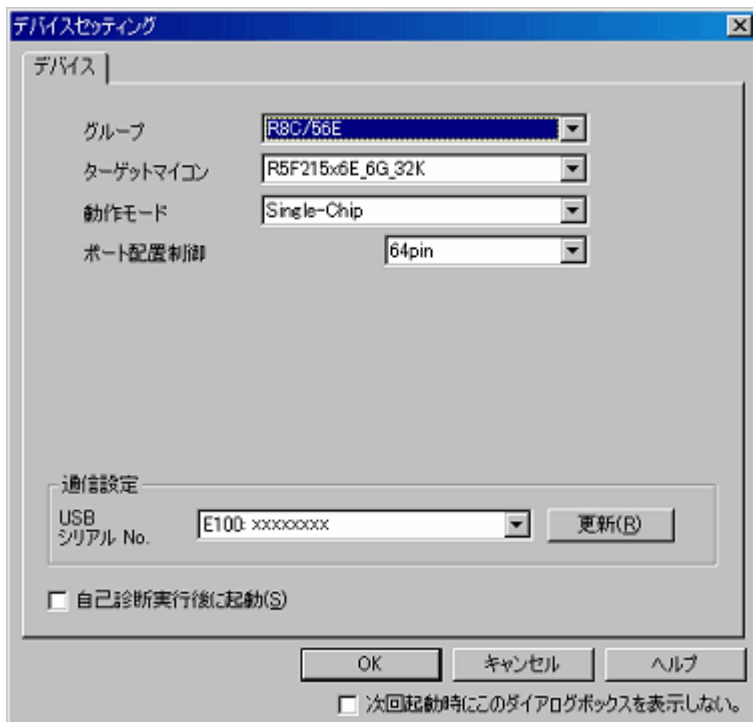 デバイスセッティング
デバイス
グループ R8C/56E
ターゲットマイコン R5F215x6E_6G_32K
動作モード Single-Chip
ポート配置制御 64pin
通信設定
USB
シリアル No. E100: xxxxxxxx 更新(R)
自己診断実行後に起動(S)
OK キャンセル ヘルプ
次回起動時にこのダイアログボックスを表示しない。